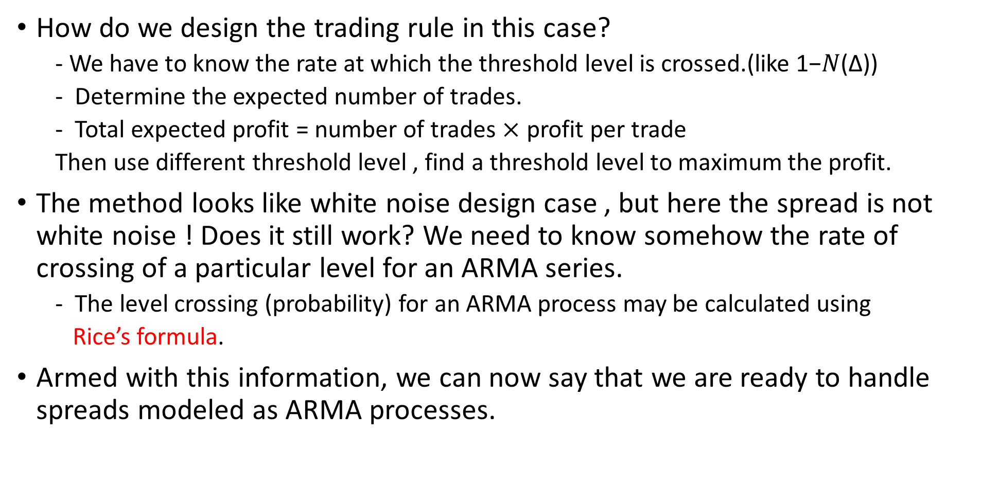 • How do we design the trading rule in this case?
- We have to know the rate at which the threshold level is crossed.(like 1−N(Δ))
- Determine the expected number of trades.
- Total expected profit = number of trades × profit per trade
Then use different threshold level , find a threshold level to maximum the profit.
• The method looks like white noise design case , but here the spread is not
white noise ! Does it still work? We need to know somehow the rate of
crossing of a particular level for an ARMA series.
- The level crossing (probability) for an ARMA process may be calculated using
Rice’s formula.
• Armed with this information, we can now say that we are ready to handle
spreads modeled as ARMA processes.